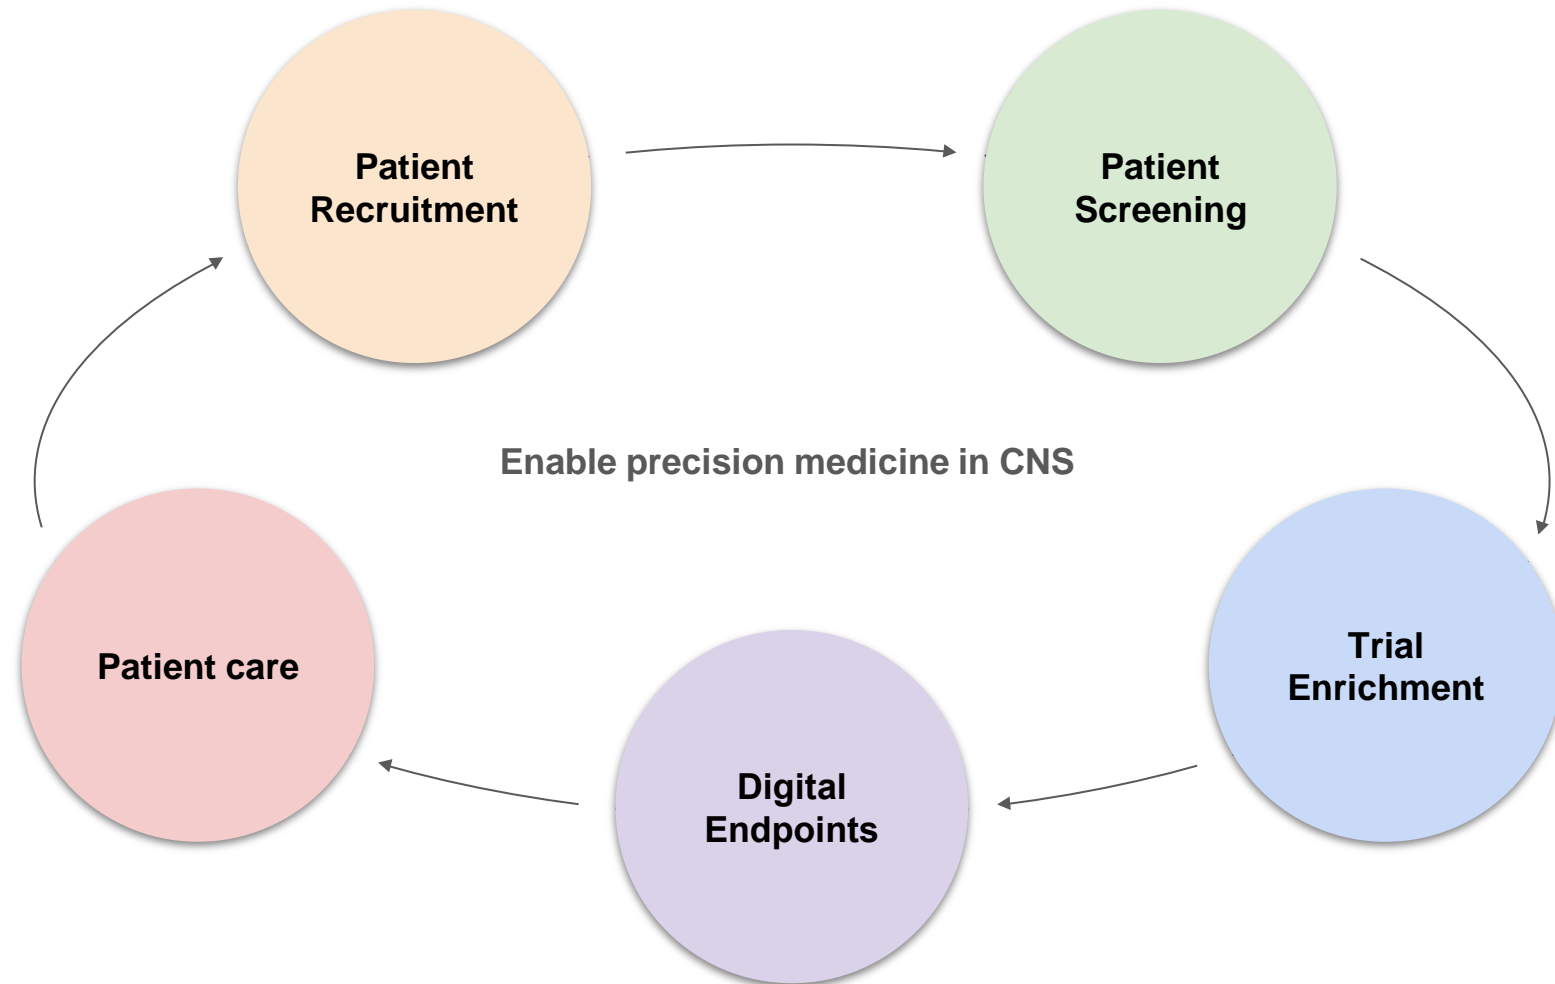 Patient
Recruitment
Patient
Screening
Enable precision medicine in CNS
Patient care
Trial
Enrichment
Digital
Endpoints